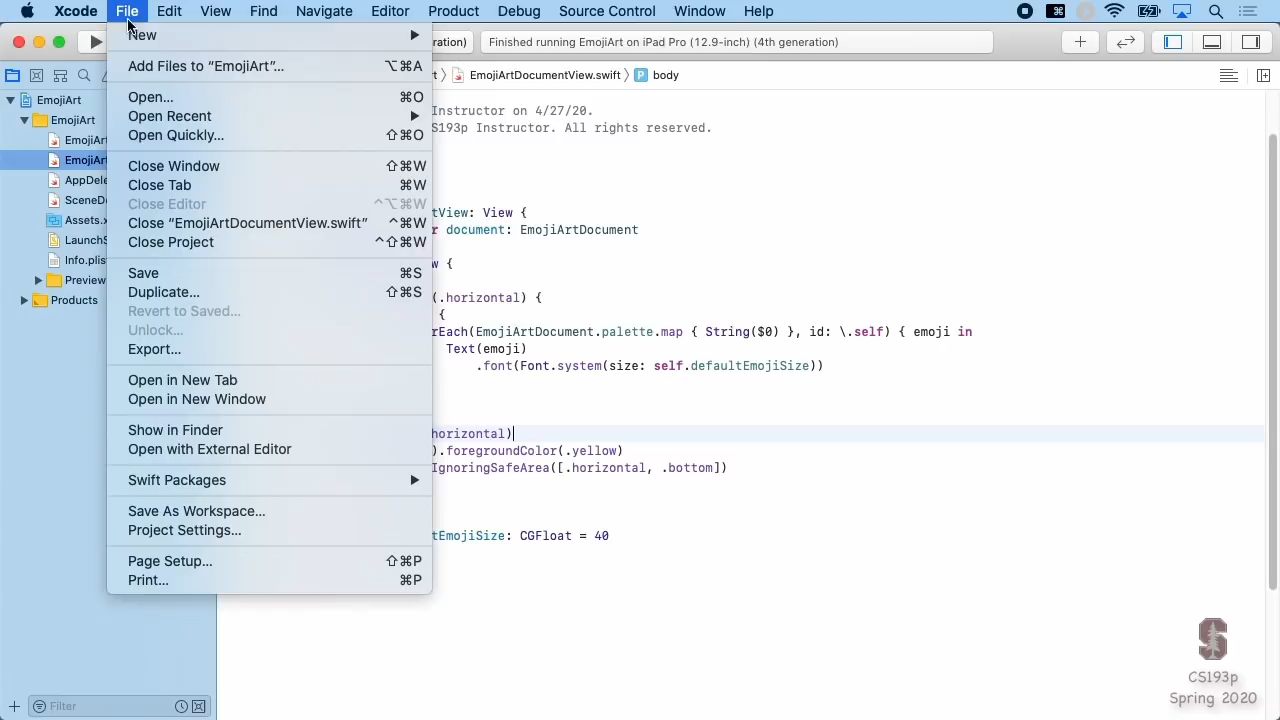 Xcode File Edit View Find Navigate Editor Product Debug Source Control Window Help
ration) Finished running EmojiArt on iPad Pro (12.9-inch) (4th generation)
EmojiArtDocumentView.swift body
EmojiArt
EmojiArt
EmojiArt
EmojiArt
AppDele
SceneDe
Assets.x
LaunchS
Info.plis
Preview
Products
Filter
New
Add Files to “EmojiArt”... ⌥⌘A
Open... ⌘O
Open Recent
Open Quickly... ⇧⌘O
Close Window ⇧⌘W
Close Tab ⌘W
Close Editor ^⌥⌘W
Close “EmojiArtDocumentView.swift” ^⌘W
Close Project ^⇧⌘W
Save ⌘S
Duplicate... ⇧⌘S
Revert to Saved...
Unlock...
Export...
Open in New Tab
Open in New Window
Show in Finder
Open with External Editor
Swift Packages
Save As Workspace...
Project Settings...
Page Setup... ⇧⌘P
Print... ⌘P
Instructor on 4/27/20.
S193p Instructor. All rights reserved.
tView: View {
r document: EmojiArtDocument
w {
(.horizontal) {
{
rEach(EmojiArtDocument.palette.map { String($0) }, id: \.self) { emoji in
Text(emoji)
.font(Font.system(size: self.defaultEmojiSize))
horizontal)
).foregroundColor(.yellow)
IgnoringSafeArea([.horizontal, .bottom])
tEmojiSize: CGFloat = 40
S
CS193p
Spring 2020